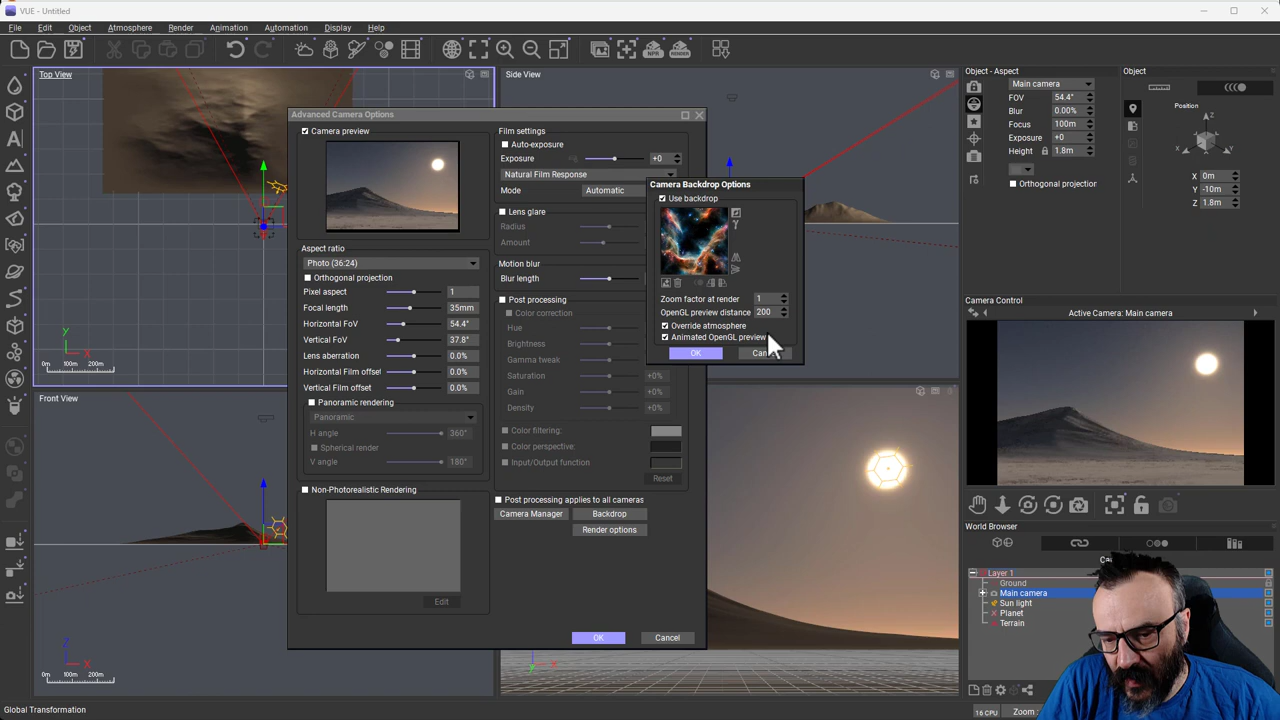 VUE - Untitled
File Edit Object Atmosphere Render Animation Automation Display Help
Top View
Side View
Object - Aspect
Object
Main camera
FOV 54.4°
Blur 0.00%
Focus 100m
Exposure +0
Height 1.8m
Orthogonal projection
Position
Z
Y
X
X 0m
Y -10m
Z 1.8m
Advanced Camera Options
Camera preview
Aspect ratio
Photo (36:24)
Orthogonal projection
Pixel aspect 1
Focal length 35mm
Horizontal FoV 54.4°
Vertical FoV 37.8°
Lens aberration 0.0%
Horizontal Film offset 0.0%
Vertical Film offset 0.0%
Panoramic rendering
Panoramic
H angle 360°
Spherical render
V angle 180°
Non-Photorealistic Rendering
Edit
Film settings
Auto-exposure
Exposure +0
Natural Film Response
Mode Automatic
Lens glare
Radius
Amount
Motion blur
Blur length
Post processing
Color correction
Hue
Brightness
Gamma tweak
Saturation +0%
Gain +0%
Density +0%
Color filtering:
Color perspective:
Input/Output function
Reset
Post processing applies to all cameras
Camera Manager Backdrop
Render options
OK Cancel
Camera Backdrop Options
Use backdrop
Zoom factor at render 1
OpenGL preview distance 200
Override atmosphere
Animated OpenGL preview
OK
Camera Control
Active Camera: Main camera
World Browser
Layer 1
Ground
Main camera
Sun light
Planet
Terrain
Front View
y
X
0m 100m
Z
X
0m 100m
Global Transformation
16 CPU Zoom: